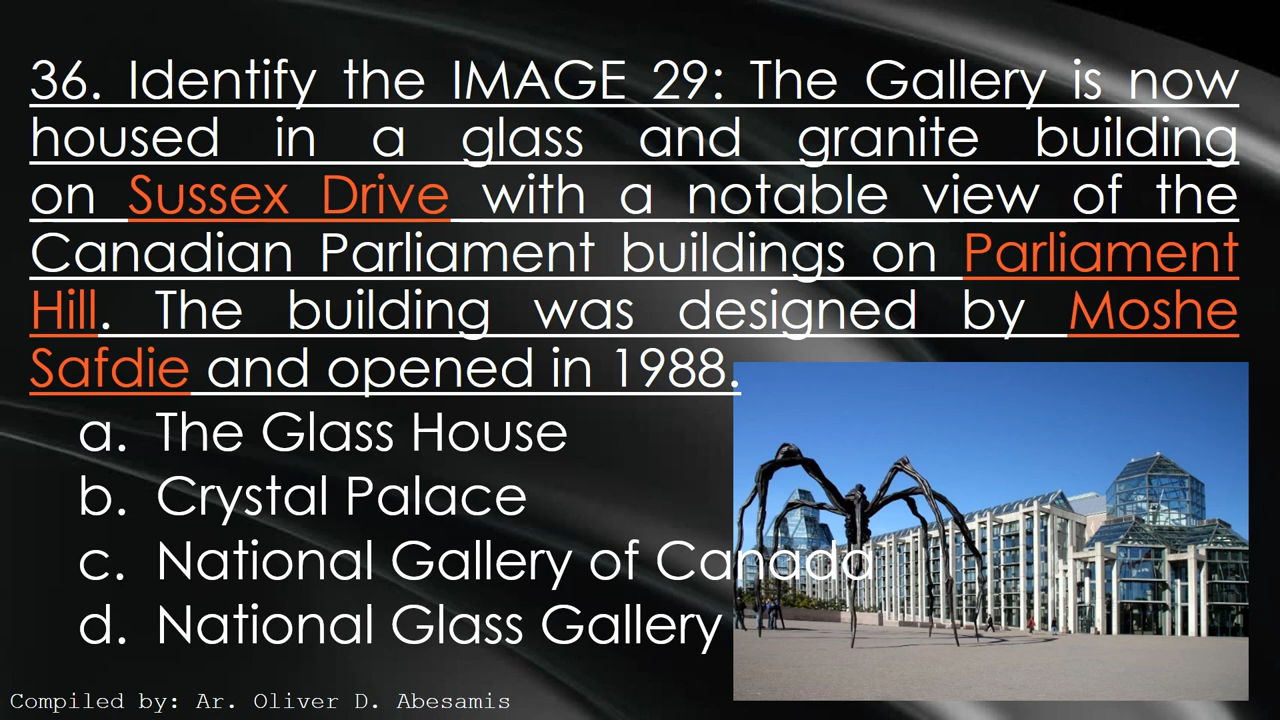 36. Identify the IMAGE 29: The Gallery is now
housed in a glass and granite building
on Sussex Drive with a notable view of the
Canadian Parliament buildings on Parliament
Hill. The building was designed by Moshe
Safdie and opened in 1988.
a. The Glass House
b. Crystal Palace
c. National Gallery of Canada
d. National Glass Gallery
Compiled by: Ar. Oliver D. Abesamis